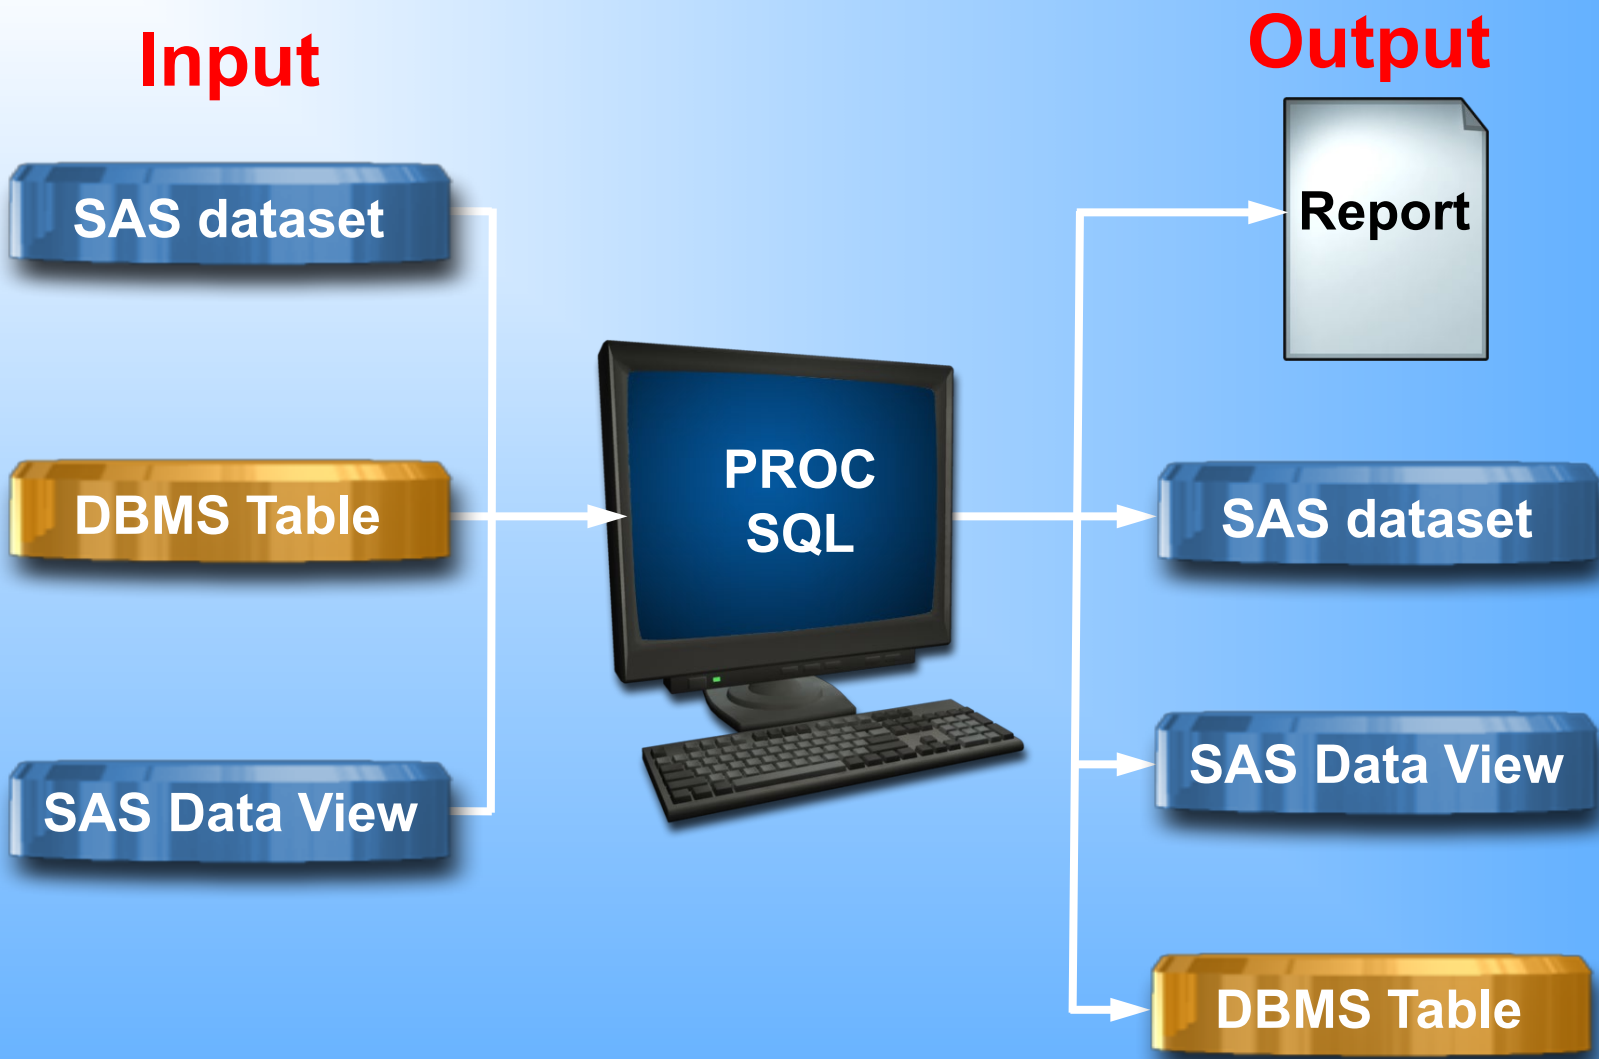 Input
Output
SAS dataset
Report
DBMS Table
PROC
SQL
SAS dataset
SAS Data View
SAS Data View
DBMS Table